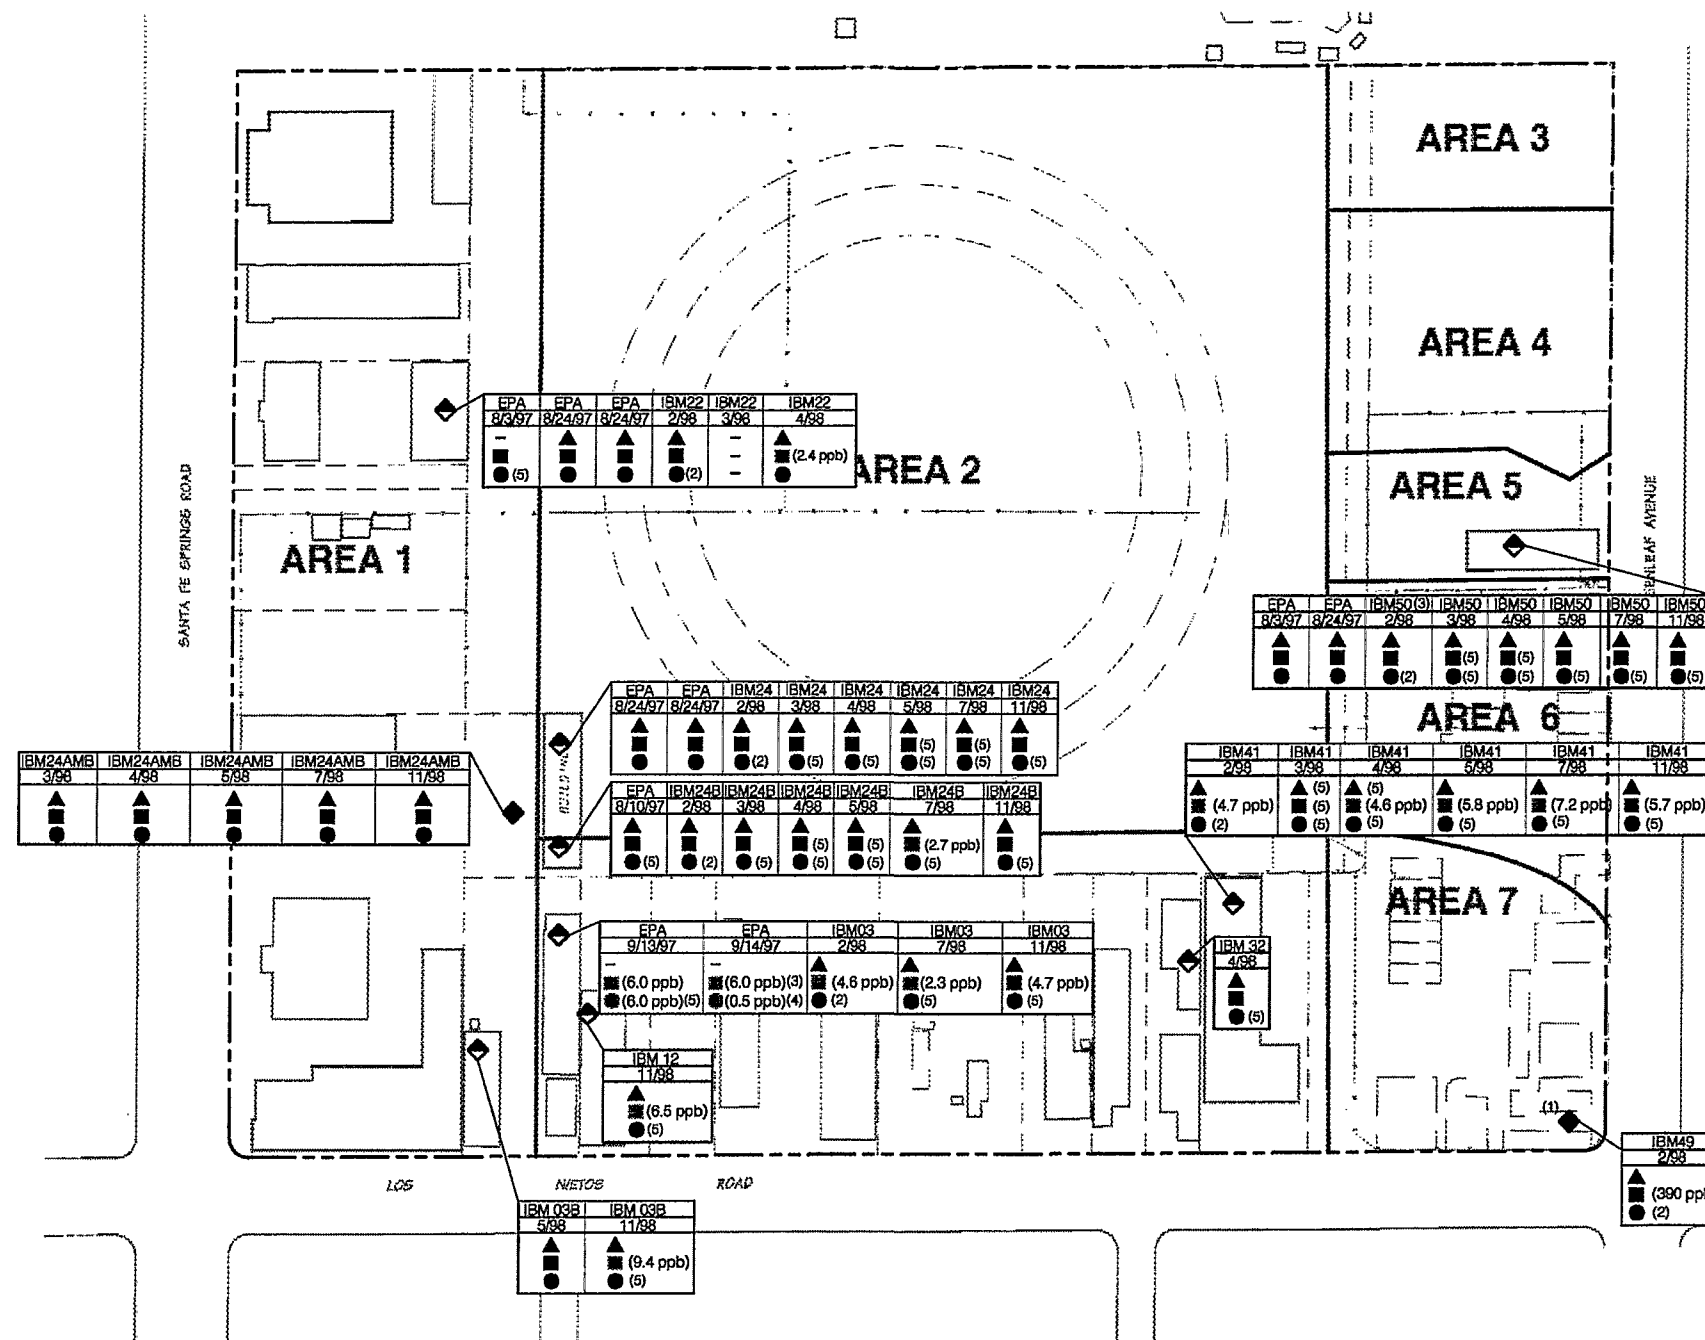 AREA 3
AREA 4
EPA EPA EPA IBM22 IBM22 IBM22
8/3/97 8/24/97 8/24/97 2/98 3/98 4/98
- -
- (2.4 ppb)
(5) (2) -
AREA 2
AREA 5
SANTA FE SPRINGS ROAD
AREA 1
AVENUE
EPA EPA IBM50(3) IBM50 IBM50 IBM50 IBM50 IBM50
8/3/97 8/24/97 2/98 3/98 4/98 5/98 7/98 11/98
(5) (5)
(2) (5) (5) (5) (5) (5)
EPA EPA IBM24 IBM24 IBM24 IBM24 IBM24 IBM24
8/24/97 8/24/97 2/98 3/98 4/98 5/98 7/98 11/98
(5) (5)
(2) (5) (5) (5) (5) (5)
AREA 6
BUILDING
IBM24AMB IBM24AMB IBM24AMB IBM24AMB IBM24AMB
3/98 4/98 5/98 7/98 11/98
IBM41 IBM41 IBM41 IBM41 IBM41 IBM41
2/98 3/98 4/98 5/98 7/98 11/98
(5) (5)
(4.7 ppb) (5) (4.6 ppb) (5.8 ppb) (7.2 ppb) (5.7 ppb)
(2) (5) (5) (5) (5) (5)
EPA IBM24B IBM24B IBM24B IBM24B IBM24B IBM24B
8/10/97 2/98 3/98 4/98 5/98 7/98 11/98
(5) (5) (2.7 ppb)
(5) (2) (5) (5) (5) (5) (5)
AREA 7
EPA EPA IBM03 IBM03 IBM03
9/13/97 9/14/97 2/98 7/98 11/98
- -
(6.0 ppb) (6.0 ppb)(3) (4.6 ppb) (2.3 ppb) (4.7 ppb)
(6.0 ppb)(5) (0.5 ppb)(4) (2) (5) (5)
IBM 32
4/98
(5)
IBM 12
11/98
(6.5 ppb)
(5)
(1)
IBM49
2/98
(390 pp
(2)
LOS NIETOS ROAD
IBM 03B IBM 03B
5/98 11/98
(9.4 ppb)
(5)